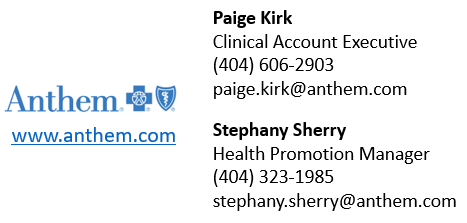 Anthem
www.anthem.com
Paige Kirk
Clinical Account Executive
(404) 606-2903
paige.kirk@anthem.com
Stephany Sherry
Health Promotion Manager
(404) 323-1985
stephany.sherry@anthem.com